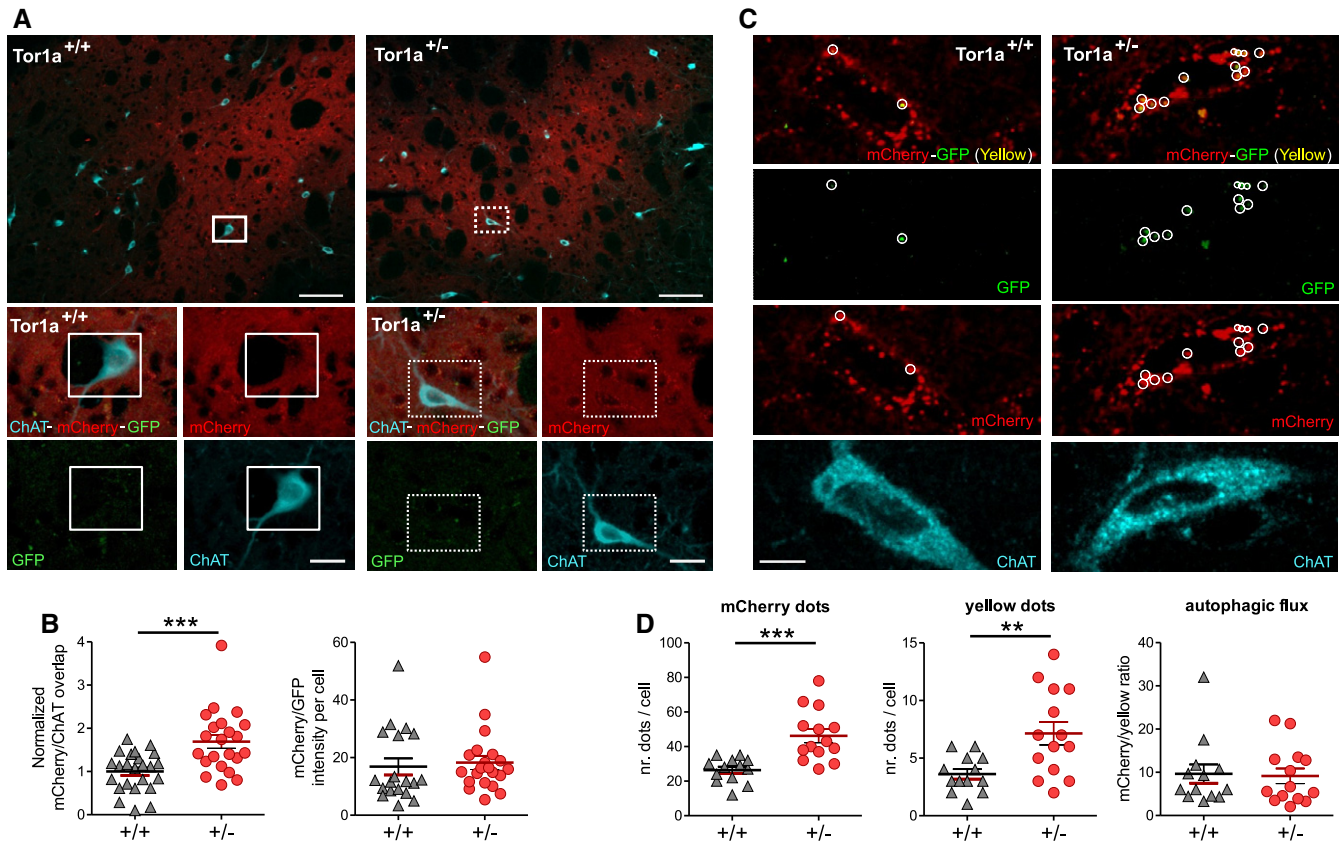 A
Tor1a+/+
Tor1a+/-
Tor1a+/+
ChAT-mCherry-GFP
mCherry
Tor1a+/-
ChAT-mCherry-GFP
mCherry
GFP
ChAT
GFP
ChAT
C
Tor1a+/+
Tor1a+/-
mCherry-GFP (Yellow)
mCherry-GFP (Yellow)
GFP
GFP
mCherry
mCherry
ChAT
ChAT
B
Normalized
mCherry/ChAT overlap
4
3
2
1
0
***
+/+
+/-
mCherry/GFP
intensity per cell
60
40
20
0
+/+
+/-
D
mCherry dots
nr. dots / cell
100
80
60
40
20
0
***
+/+
+/-
yellow dots
nr. dots / cell
15
10
5
0
**
+/+
+/-
autophagic flux
mCherry/yellow ratio
40
30
20
10
0
+/+
+/-